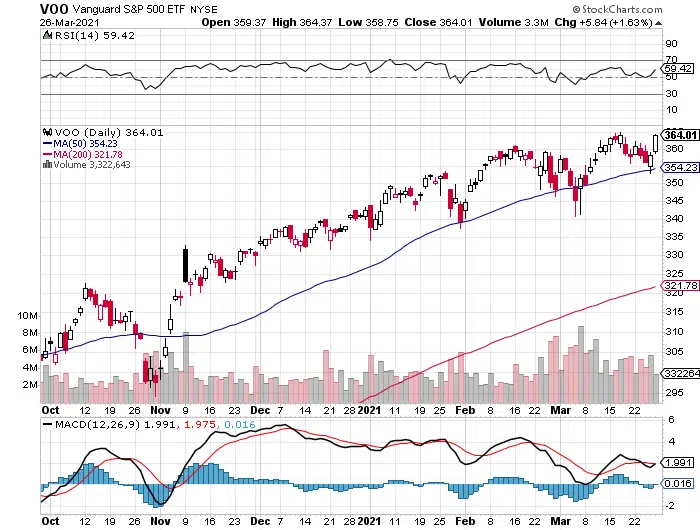 VOO Vanguard S&P 500 ETF NYSE © StockCharts.com
26-Mar-2021 Open 359.37 High 364.37 Low 358.75 Close 364.01 Volume 3.3M Chg +5.84 (+1.63%)
RSI(14) 59.42
90
70
59.42
50
30
10
VOO (Daily) 364.01
MA(50) 354.23
MA(200) 321.78
Volume 3,322,643
364.01
360
354.23
350
345
340
335
330
325
321.78
315
310
305
332264
295
10M
8M
6M
4M
2M
Oct 12 19 26 Nov 9 16 23 Dec 7 14 21 28 2021 11 19 25 Feb 8 16 22 Mar 8 15 22
MACD(12,26,9) 1.991, 1.975, 0.016
6
4
1.991
0.016
-2
Oct 12 19 26 Nov 9 16 23 Dec 7 14 21 28 2021 11 19 25 Feb 8 16 22 Mar 8 15 22